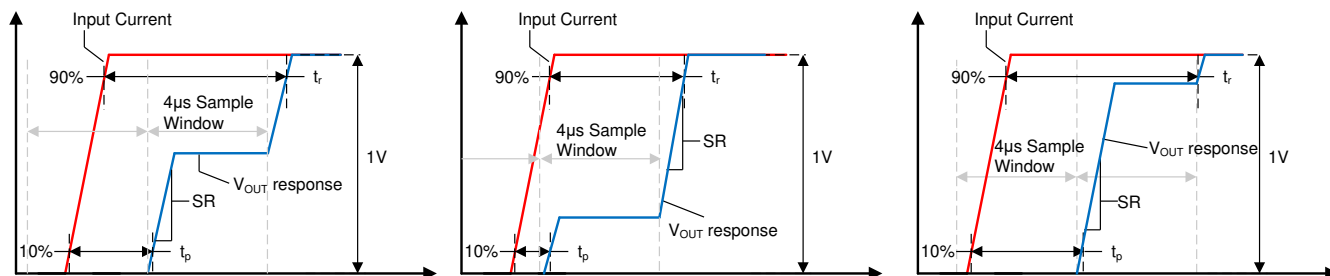 Input Current
90%
tr
4µs Sample
Window
1V
SR
VOUT response
10%
tp
Input Current
90%
tr
4µs Sample
Window
SR
1V
VOUT response
10%
tp
Input Current
90%
tr
4µs Sample
Window
VOUT response
1V
SR
10%
tp